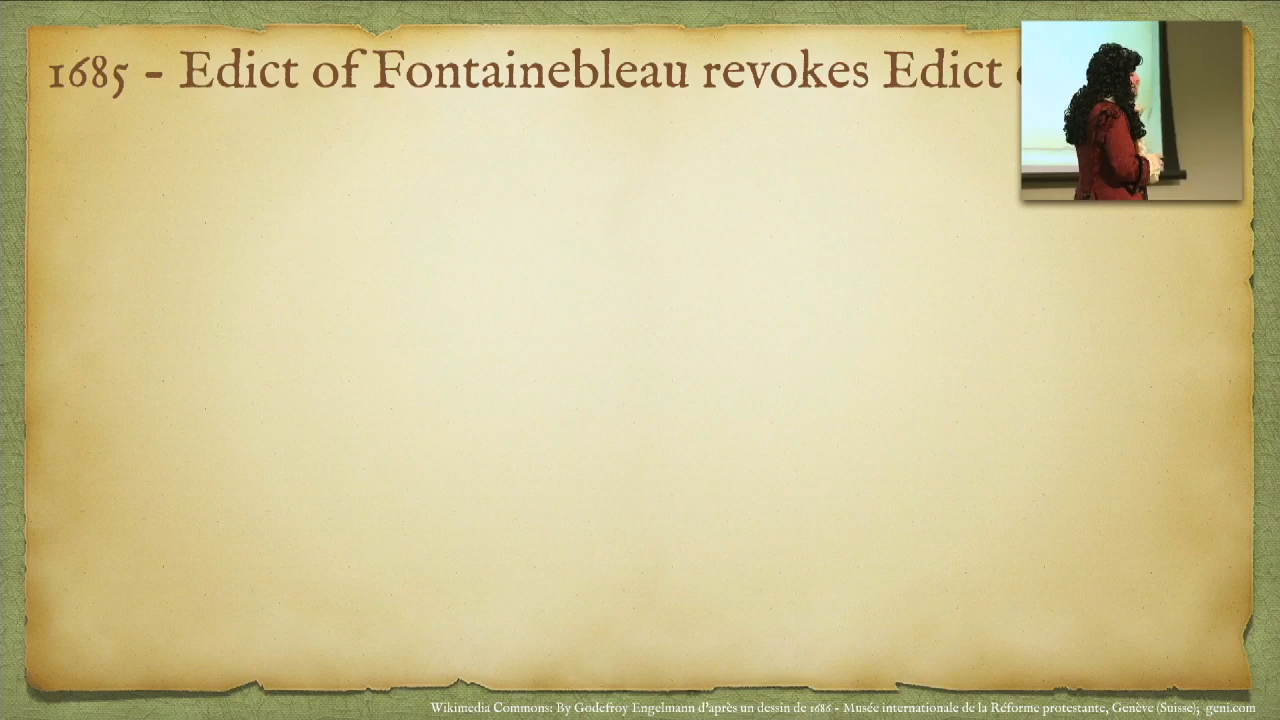 1685 - Edict of Fontainebleau revokes Edict
Wikimedia Commons: By Godefroy Engelmann d'après un dessin de 1686 - Musée internationale de la Réforme protestante, Genève (Suisse); geni.com